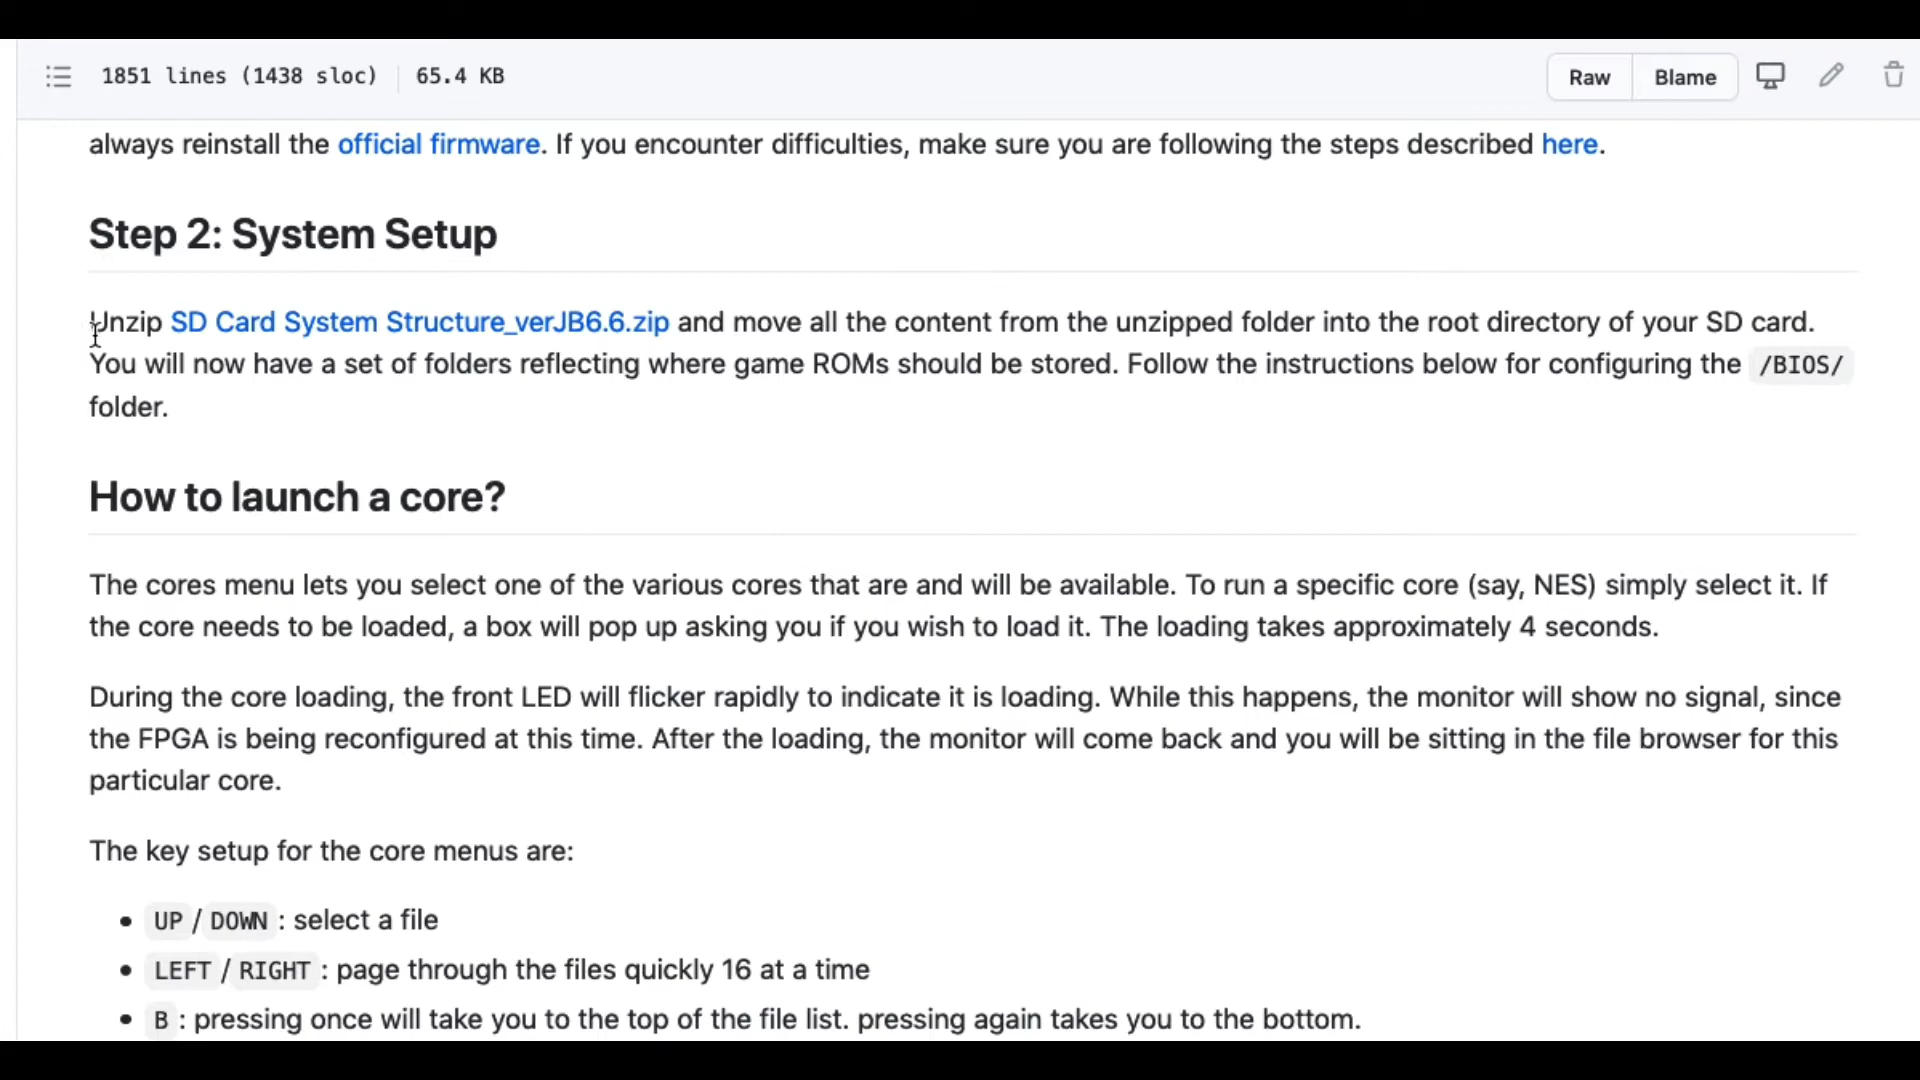 1851 lines (1438 sloc) 65.4 KB Raw Blame
always reinstall the official firmware. If you encounter difficulties, make sure you are following the steps described here.
Step 2: System Setup
Unzip SD Card System Structure_verJB6.6.zip and move all the content from the unzipped folder into the root directory of your SD card.
You will now have a set of folders reflecting where game ROMs should be stored. Follow the instructions below for configuring the /BIOS/
folder.
How to launch a core?
The cores menu lets you select one of the various cores that are and will be available. To run a specific core (say, NES) simply select it. If
the core needs to be loaded, a box will pop up asking you if you wish to load it. The loading takes approximately 4 seconds.
During the core loading, the front LED will flicker rapidly to indicate it is loading. While this happens, the monitor will show no signal, since
the FPGA is being reconfigured at this time. After the loading, the monitor will come back and you will be sitting in the file browser for this
particular core.
The key setup for the core menus are:
• UP / DOWN : select a file
• LEFT / RIGHT : page through the files quickly 16 at a time
• B : pressing once will take you to the top of the file list. pressing again takes you to the bottom.